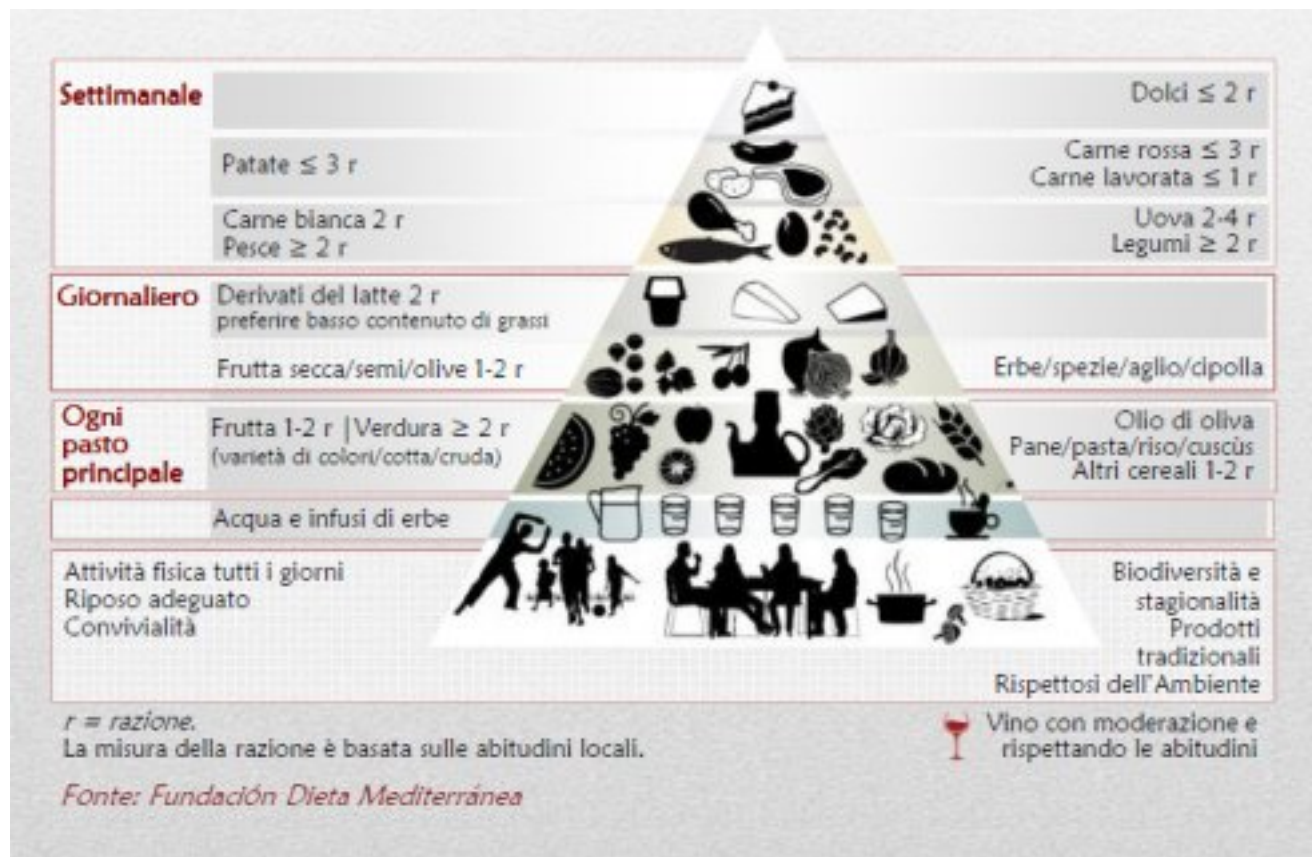 Settimanale
Dolci ≤ 2 r
Patate ≤ 3 r
Carne rossa ≤ 3 r
Carne lavorata ≤ 1 r
Carne bianca 2 r
Pesce ≥ 2 r
Uova 2-4 r
Legumi ≥ 2 r
Giornaliero
Derivati del latte 2 r
preferire basso contenuto di grassi
Frutta secca/semi/olive 1-2 r
Erbe/spezie/aglio/cipolla
Ogni
pasto
principale
Frutta 1-2 r | Verdura ≥ 2 r
(varietà di colori/cotta/cruda)
Olio di oliva
Pane/pasta/riso/cuscùs
Altri cereali 1-2 r
Acqua e infusi di erbe
Attività fisica tutti i giorni
Riposo adeguato
Convivialità
Biodiversità e
stagionalità
Prodotti
tradizionali
Rispettosi dell'Ambiente
r = razione.
La misura della razione è basata sulle abitudini locali.
Vino con moderazione e
rispettando le abitudini
Fonte: Fundación Dieta Mediterránea